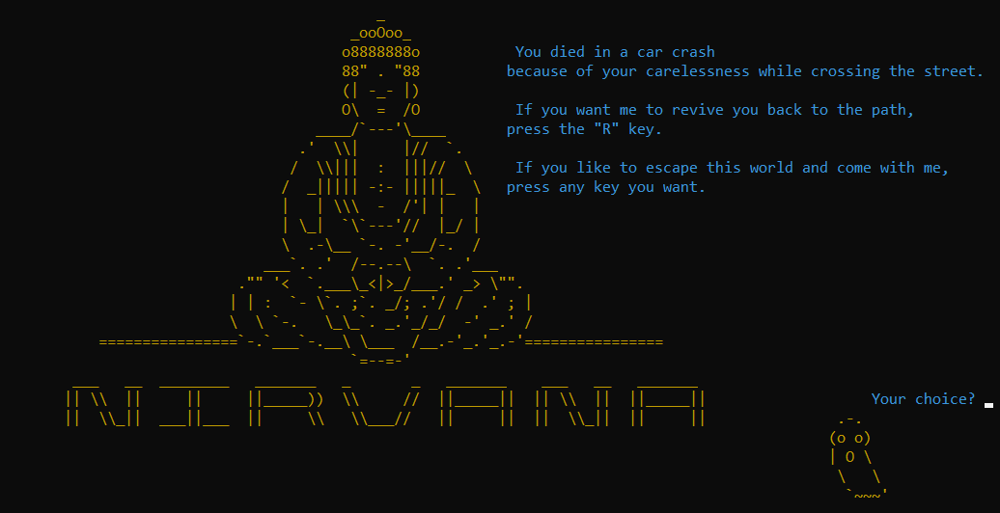 You died in a car crash
because of your carelessness while crossing the street.
If you want me to revive you back to the path,
press the "R" key.
If you like to escape this world and come with me,
press any key you want.
NIRVANA
Your choice?